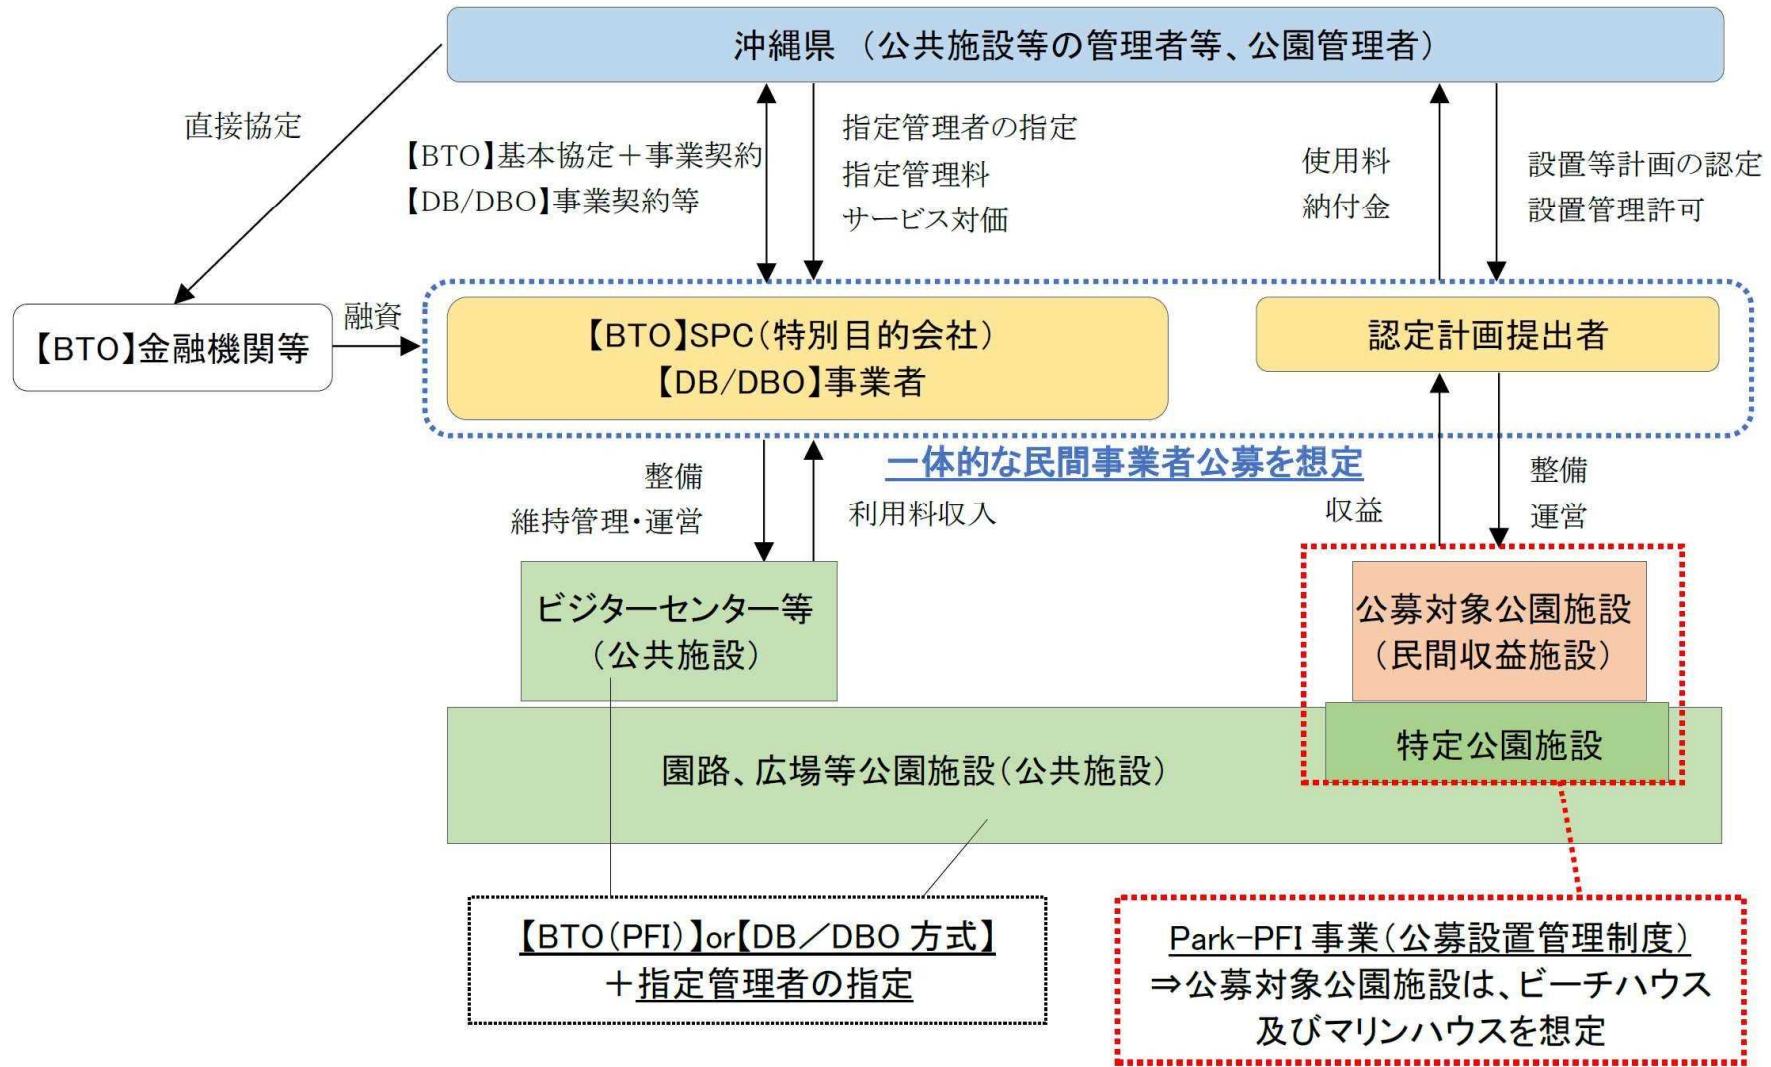 沖縄県 （公共施設等の管理者等、公園管理者）
直接協定
【BTO】基本協定＋事業契約
【DB/DBO】事業契約等
指定管理者の指定
指定管理料
サービス対価
使用料
納付金
設置等計画の認定
設置管理許可
【BTO】金融機関等
融資
【BTO】SPC（特別目的会社）
【DB/DBO】事業者
認定計画提出者
一体的な民間事業者公募を想定
整備
維持管理・運営
利用料収入
収益
整備
運営
ビジターセンター等
（公共施設）
公募対象公園施設
（民間収益施設）
特定公園施設
園路、広場等公園施設（公共施設）
【BTO（PFI）】or【DB／DBO 方式】
＋指定管理者の指定
Park-PFI 事業（公募設置管理制度）
⇒公募対象公園施設は、ビーチハウス
及びマリンハウスを想定